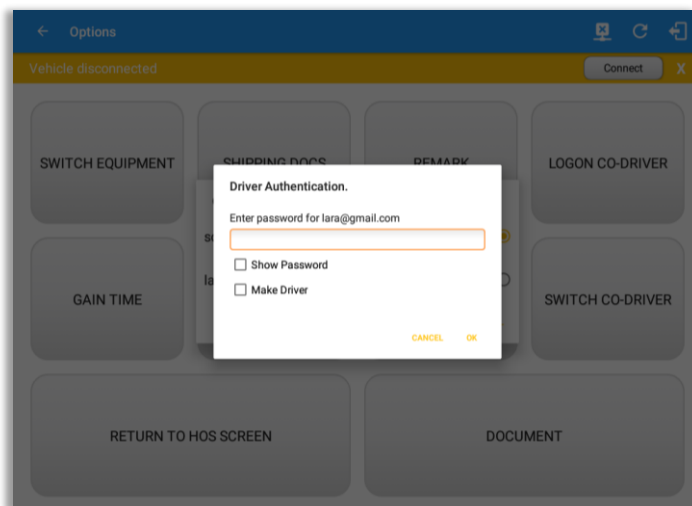 Options
Vehicle disconnected
Connect
X
SWITCH EQUIPMENT
SHIPPING DOCS
REMARK
LOGON CO-DRIVER
Driver Authentication.
Enter password for lara@gmail.com
Show Password
Make Driver
CANCEL
OK
GAIN TIME
SWITCH CO-DRIVER
RETURN TO HOS SCREEN
DOCUMENT